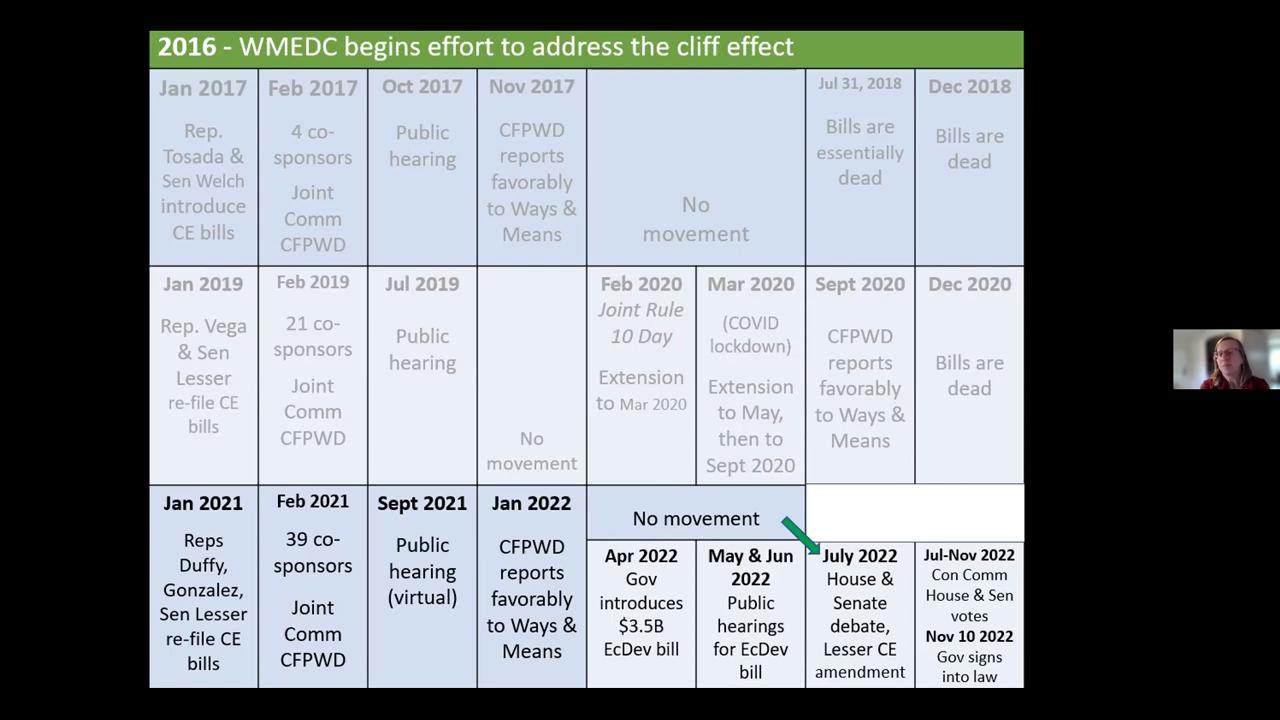 2016 - WMEDC begins effort to address the cliff effect
Jan 2017
Rep.
Tosada &
Sen Welch
introduce
CE bills
Feb 2017
4 co-
sponsors
Joint
Comm
CFPWD
Oct 2017
Public
hearing
Nov 2017
CFPWD
reports
favorably
to Ways &
Means
No
movement
Jul 31, 2018
Bills are
essentially
dead
Dec 2018
Bills are
dead
Jan 2019
Rep. Vega
& Sen
Lesser
re-file CE
bills
Feb 2019
21 co-
sponsors
Joint
Comm
CFPWD
Jul 2019
Public
hearing
No
movement
Feb 2020
Joint Rule
10 Day
Extension
to Mar 2020
Mar 2020
(COVID
lockdown)
Extension
to May,
then to
Sept 2020
Sept 2020
CFPWD
reports
favorably
to Ways &
Means
Dec 2020
Bills are
dead
Jan 2021
Reps
Duffy,
Gonzalez,
Sen Lesser
re-file CE
bills
Feb 2021
39 co-
sponsors
Joint
Comm
CFPWD
Sept 2021
Public
hearing
(virtual)
Jan 2022
CFPWD
reports
favorably
to Ways &
Means
No movement
Apr 2022
Gov
introduces
$3.5B
EcDev bill
May & Jun
2022
Public
hearings
for EcDev
bill
July 2022
House &
Senate
debate,
Lesser CE
amendment
Jul-Nov 2022
Con Comm
House & Sen
votes
Nov 10 2022
Gov signs
into law